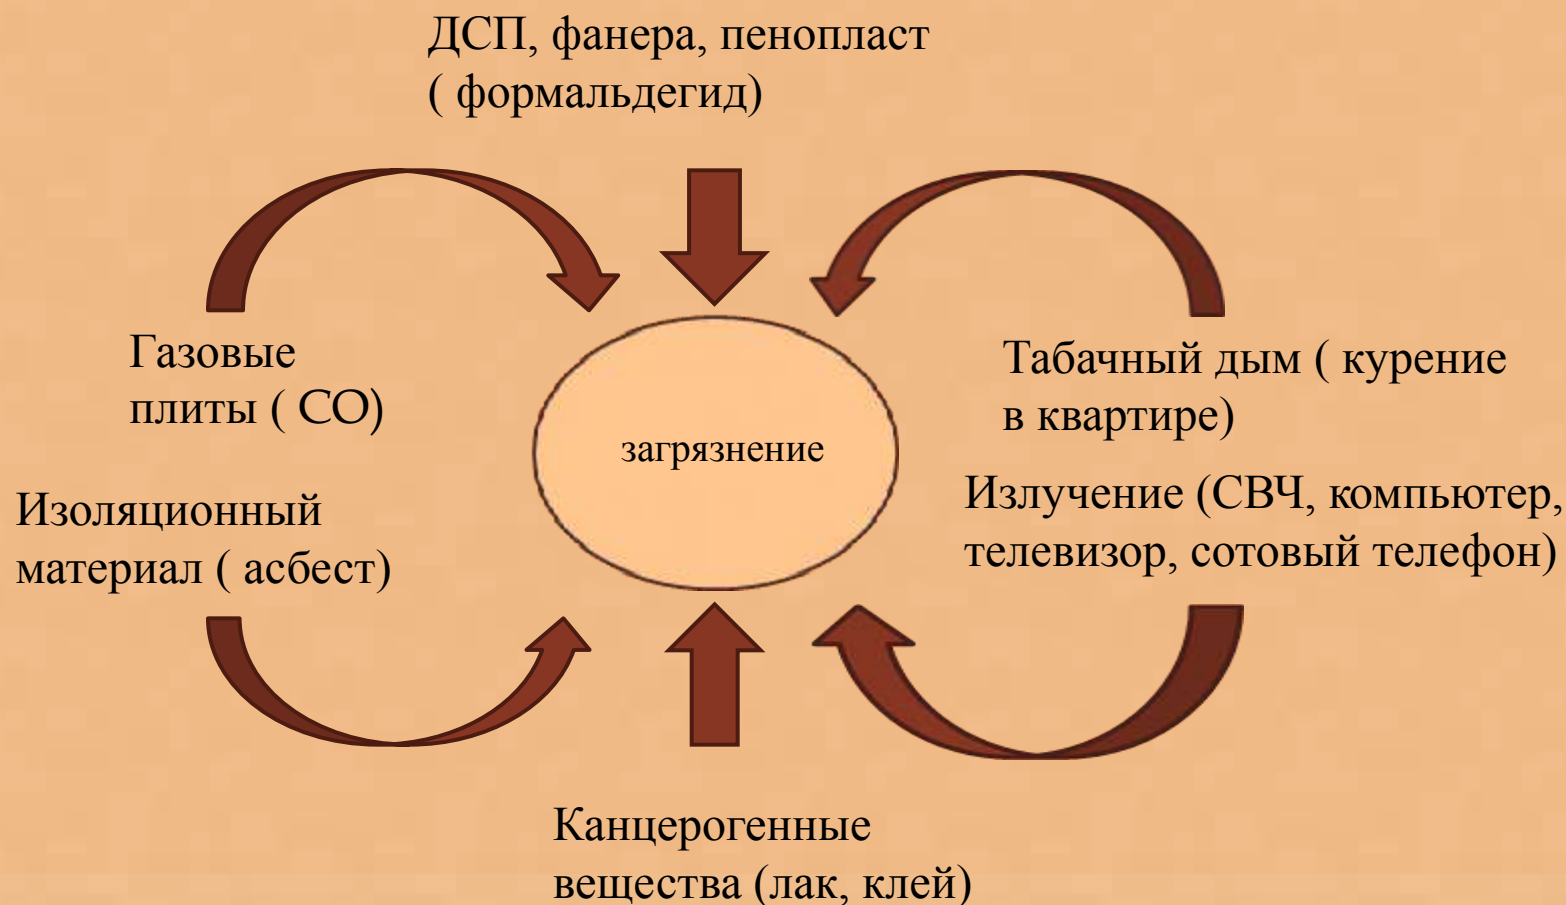 ДСП, фанера, пенопласт
( формальдегид)
Газовые
плиты ( СО)
Табачный дым ( курение
в квартире)
загрязнение
Изоляционный
материал ( асбест)
Излучение (СВЧ, компьютер,
телевизор, сотовый телефон)
Канцерогенные
вещества (лак, клей)